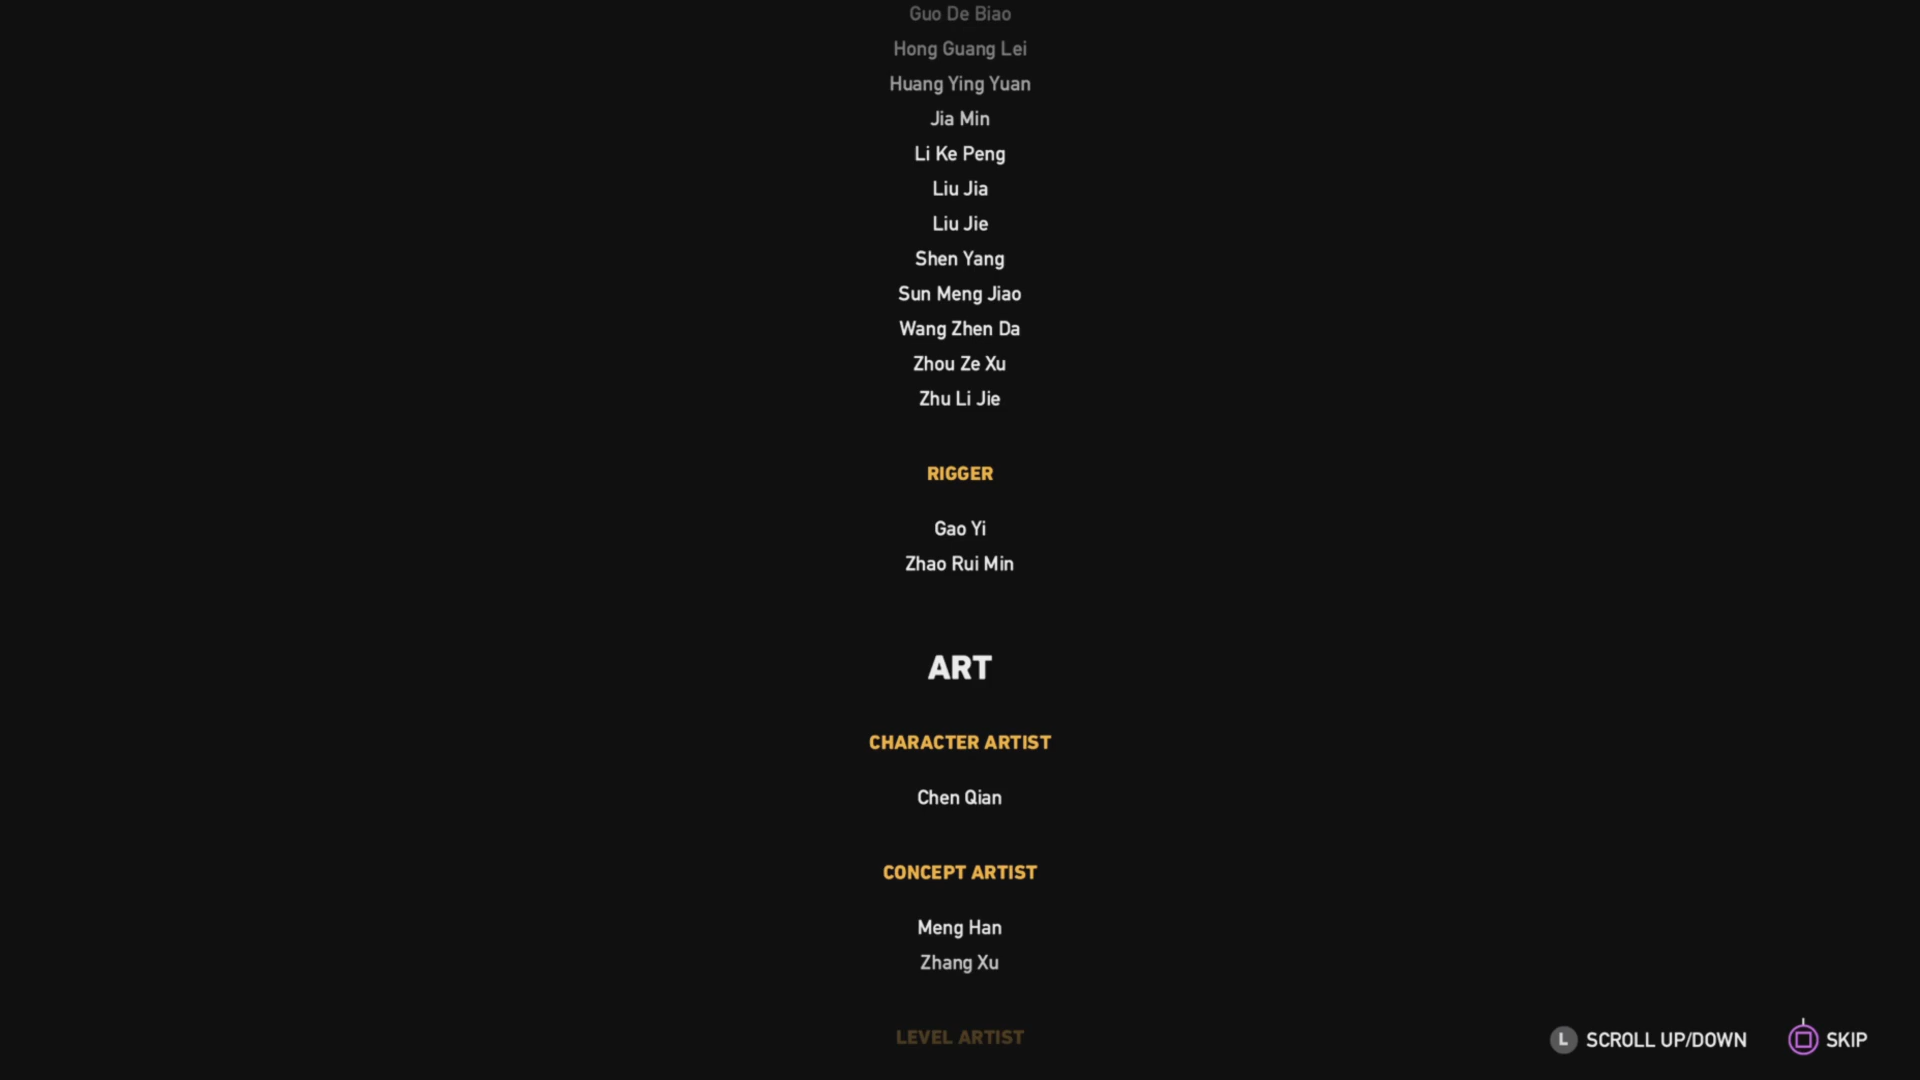 Guo De Biao
Hong Guang Lei
Huang Ying Yuan
Jia Min
Li Ke Peng
Liu Jia
Liu Jie
Shen Yang
Sun Meng Jiao
Wang Zhen Da
Zhou Ze Xu
Zhu Li Jie
RIGGER
Gao Yi
Zhao Rui Min
ART
CHARACTER ARTIST
Chen Qian
CONCEPT ARTIST
Meng Han
Zhang Xu
LEVEL ARTIST
L SCROLL UP/DOWN SKIP